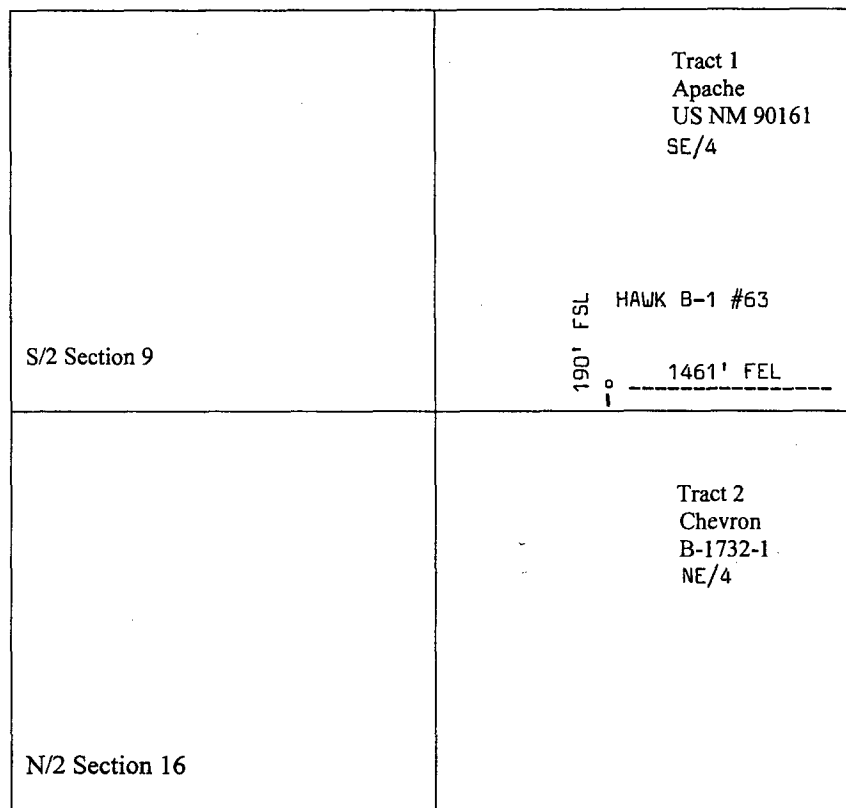 Tract 1
Apache
US NM 90161
SE/4
HAWK B-1 #63
190' FSL
1461' FEL
S/2 Section 9
Tract 2
Chevron
B-1732-1
NE/4
N/2 Section 16